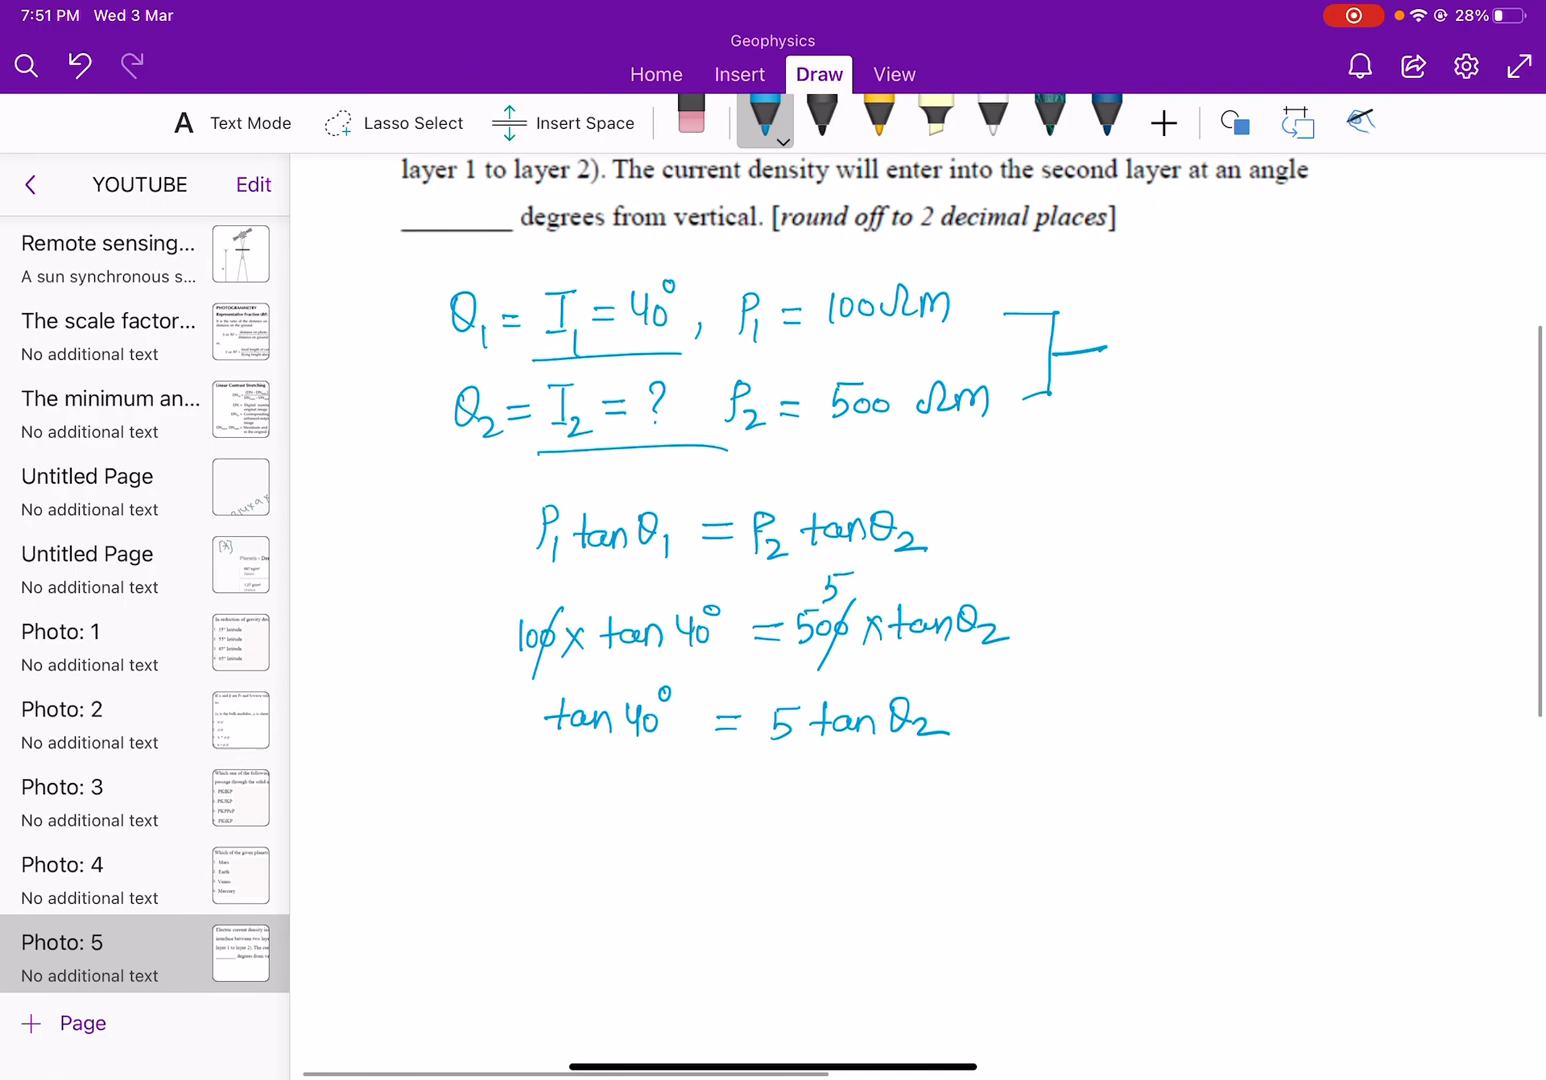 7:51 PM Wed 3 Mar
28%
Geophysics
Home Insert Draw View
Text Mode Lasso Select Insert Space
YOUTUBE Edit
Remote sensing...
A sun synchronous s...
The scale factor...
No additional text
The minimum an...
No additional text
Untitled Page
No additional text
Untitled Page
No additional text
Photo: 1
No additional text
Photo: 2
No additional text
Photo: 3
No additional text
Photo: 4
No additional text
Photo: 5
No additional text
+ Page
layer 1 to layer 2). The current density will enter into the second layer at an angle
________ degrees from vertical. [round off to 2 decimal places]
θ₁ = I₁ = 40°, ρ₁ = 100 Ωm
θ₂ = I₂ = ? ρ₂ = 500 Ωm
ρ₁ tanθ₁ = ρ₂ tanθ₂
5
100 x tan 40° = 500 x tanθ₂
tan 40° = 5 tan θ₂